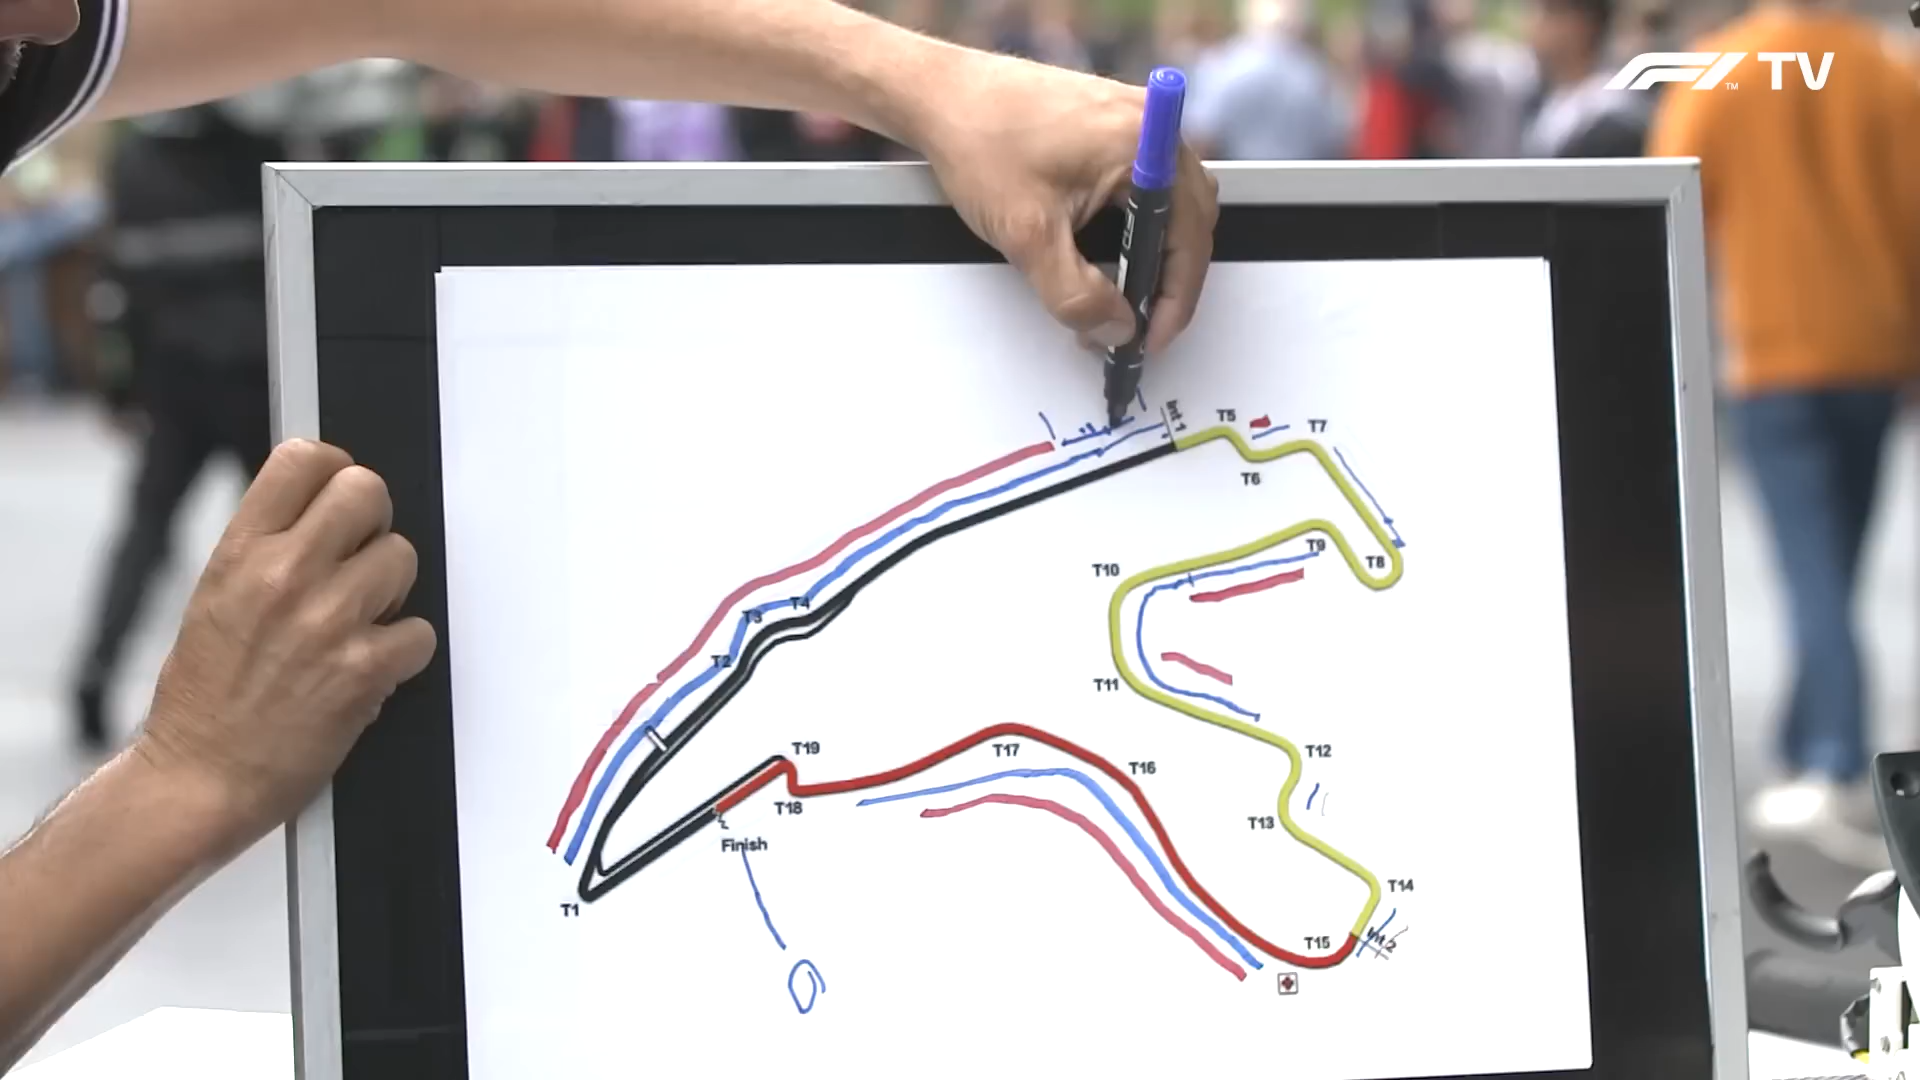 F1 TV
Int 1
T5
T7
T6
T9
T8
T10
T3
T4
T2
T11
T19
T17
T12
T16
T18
T13
Finish
T14
T1
T15
Int 2